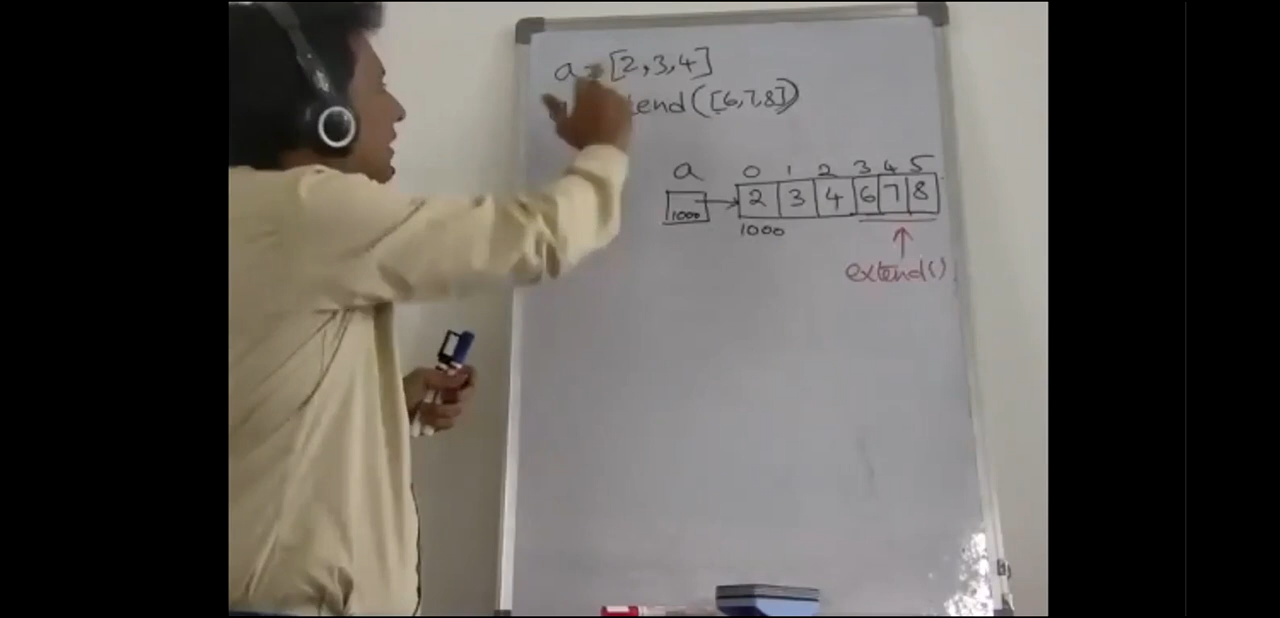 a = [2,3,4]
tend([6,7,8])
a 0 1 2 3 4 5
1000 2 3 4 6 7 8
1000
extend()